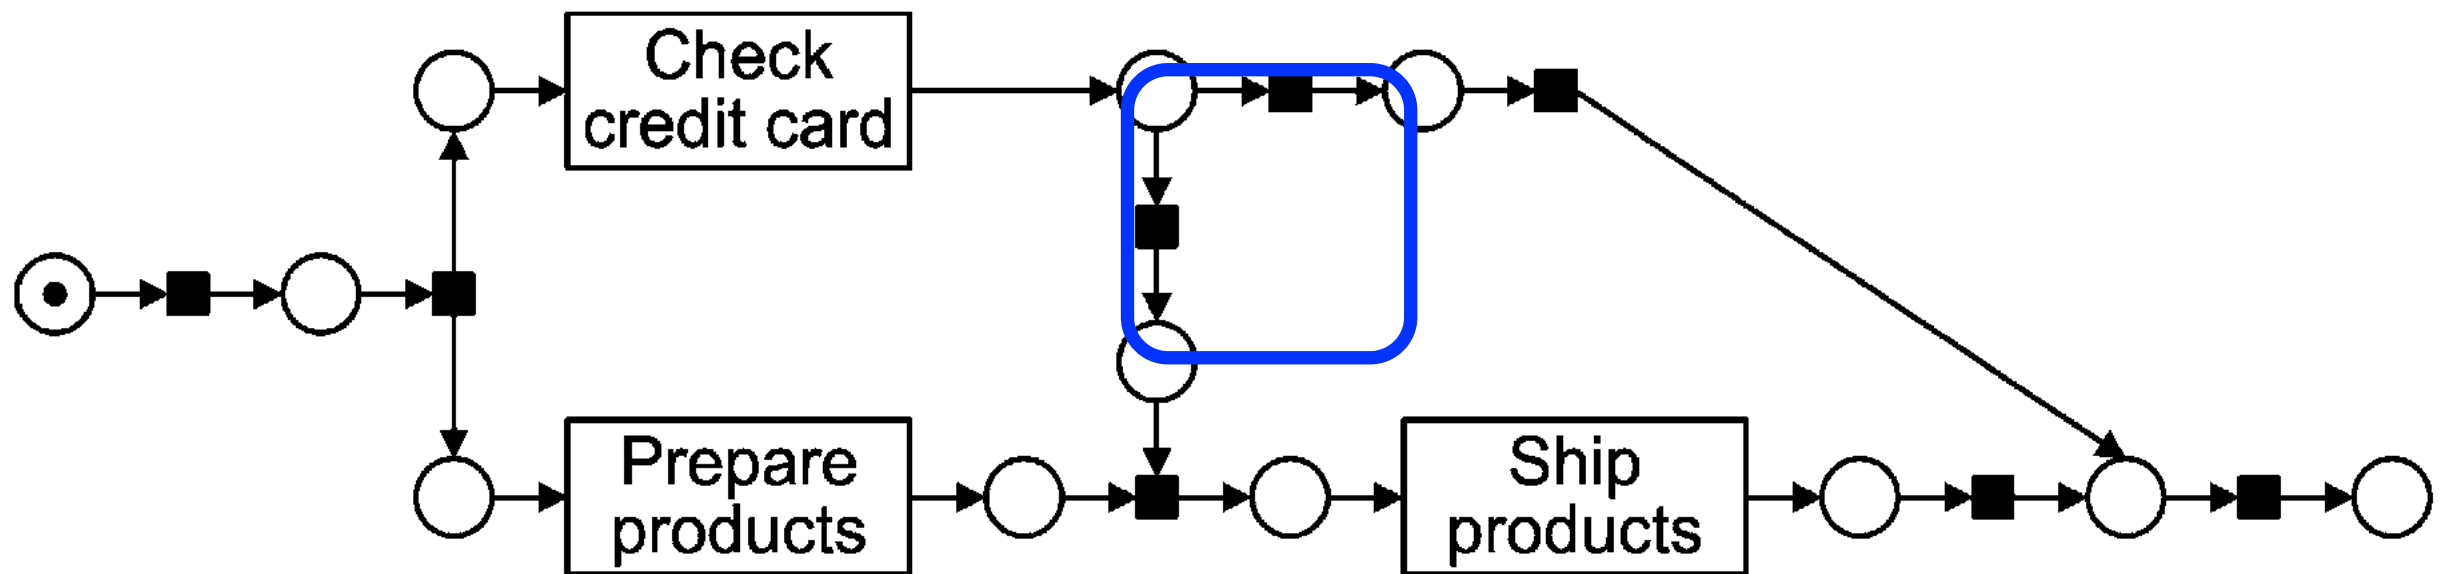 Check
credit card
Prepare
products
Ship
products